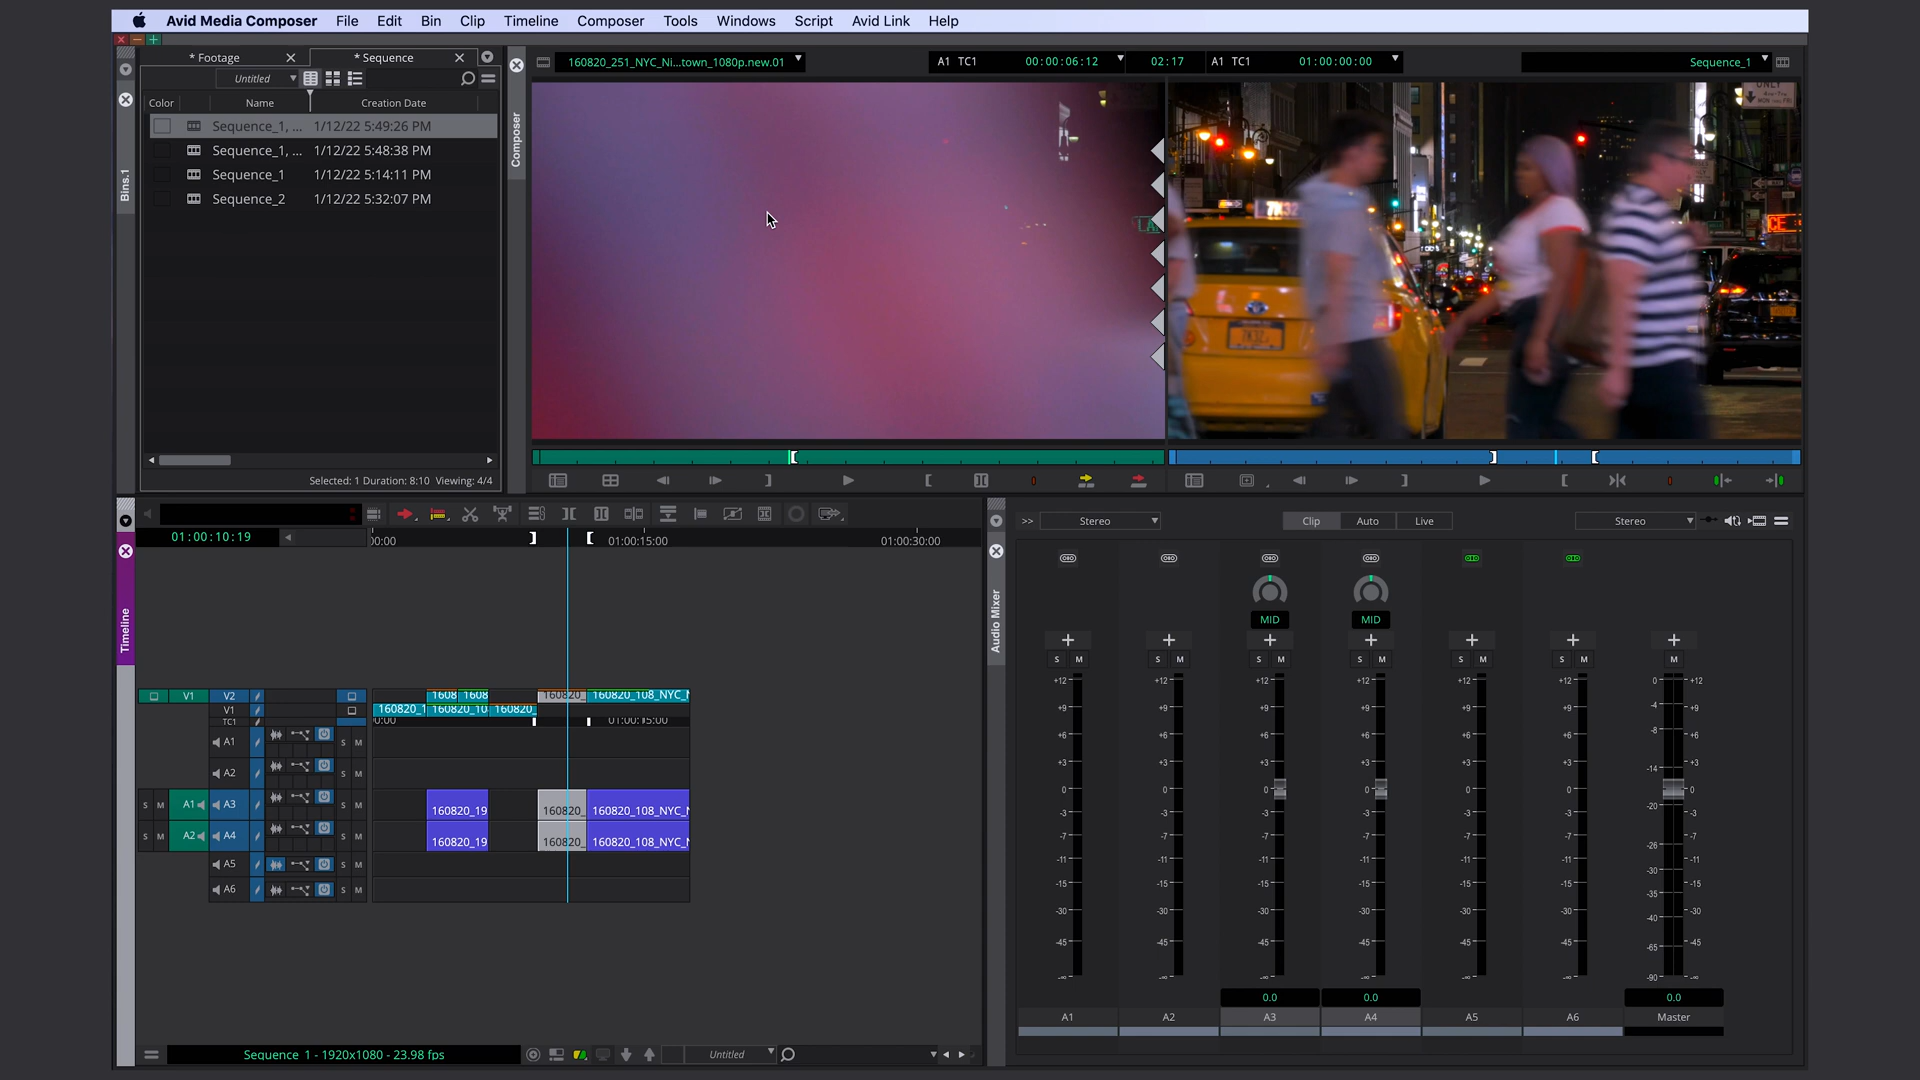 Avid Media Composer File Edit Bin Clip Timeline Composer Tools Windows Script Avid Link Help
* Footage
* Sequence
160820_251_NYC_Ni...town_1080p.new.01
A1 TC1 00:00:06:12 02:17 A1 TC1 01:00:00:00
Sequence_1
Untitled
Color Name Creation Date
Sequence_1, ... 1/12/22 5:49:26 PM
Sequence_1, ... 1/12/22 5:48:38 PM
Sequence_1 1/12/22 5:14:11 PM
Sequence_2 1/12/22 5:32:07 PM
Bins.1
Composer
Selected: 1 Duration: 8:10 Viewing: 4/4
01:00:10:19
01:00:15:00 01:00:30:00
Timeline
V1 V2 1608 1608 160820_ 160820_108_NYC_N
V1 160820_1 160820_10 160820_
TC1 0:00 01:00:15:00
A1 S M
A2 S M
S M A1 A3 S M 160820_19 160820_ 160820_108_NYC_N
S M A2 A4 S M 160820_19 160820_ 160820_108_NYC_N
A5 S M
A6 S M
Sequence 1 - 1920x1080 - 23.98 fps Untitled
Audio Mixer
>> Stereo Clip Auto Live Stereo
MID MID
S M S M S M S M S M S M M
+12 +12 +12 +12 +12 +12 0 +12
+9 +9 +9 +9 +9 +9 +9
+6 +6 +6 +6 +6 +6 -8 +6
+3 +3 +3 +3 +3 +3 -14 +3
0 0 0 0 0 0 -20 0
-3 -3 -3 -3 -3 -3 -3
-7 -7 -7 -7 -7 -7 -26 -7
-11 -11 -11 -11 -11 -11 -30 -11
-15 -15 -15 -15 -15 -15 -35 -15
-30 -30 -30 -30 -30 -30 -40 -30
-45 -45 -45 -45 -45 -45 -65 -45
-∞ -∞ -∞ -∞ -∞ -∞ -90 -∞
0.0 0.0 0.0
A1 A2 A3 A4 A5 A6 Master